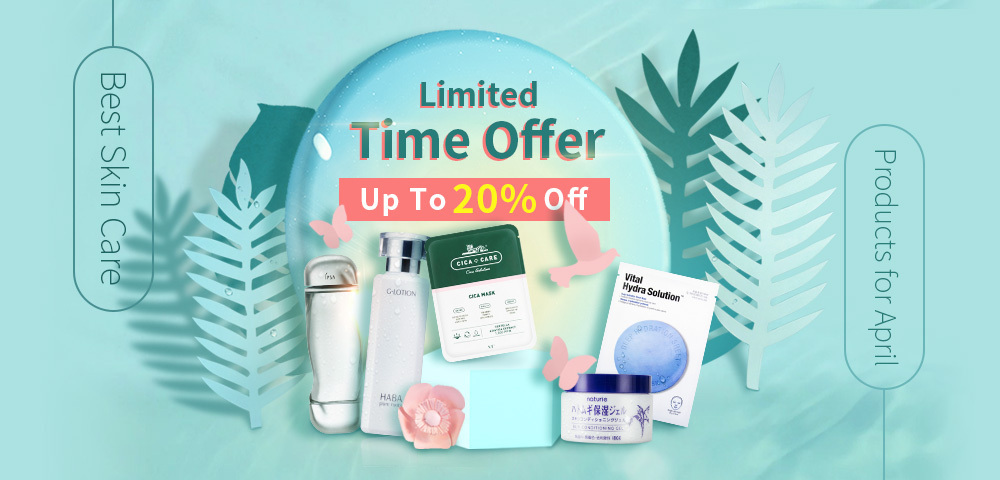 Best Skin Care
Limited
Time Offer
Up To 20% Off
Products for April
G-LOTION
HABA
CICA CARE
CICA MASK
Vital
Hydra Solution™
naturie
ハトムギ保湿ジェル